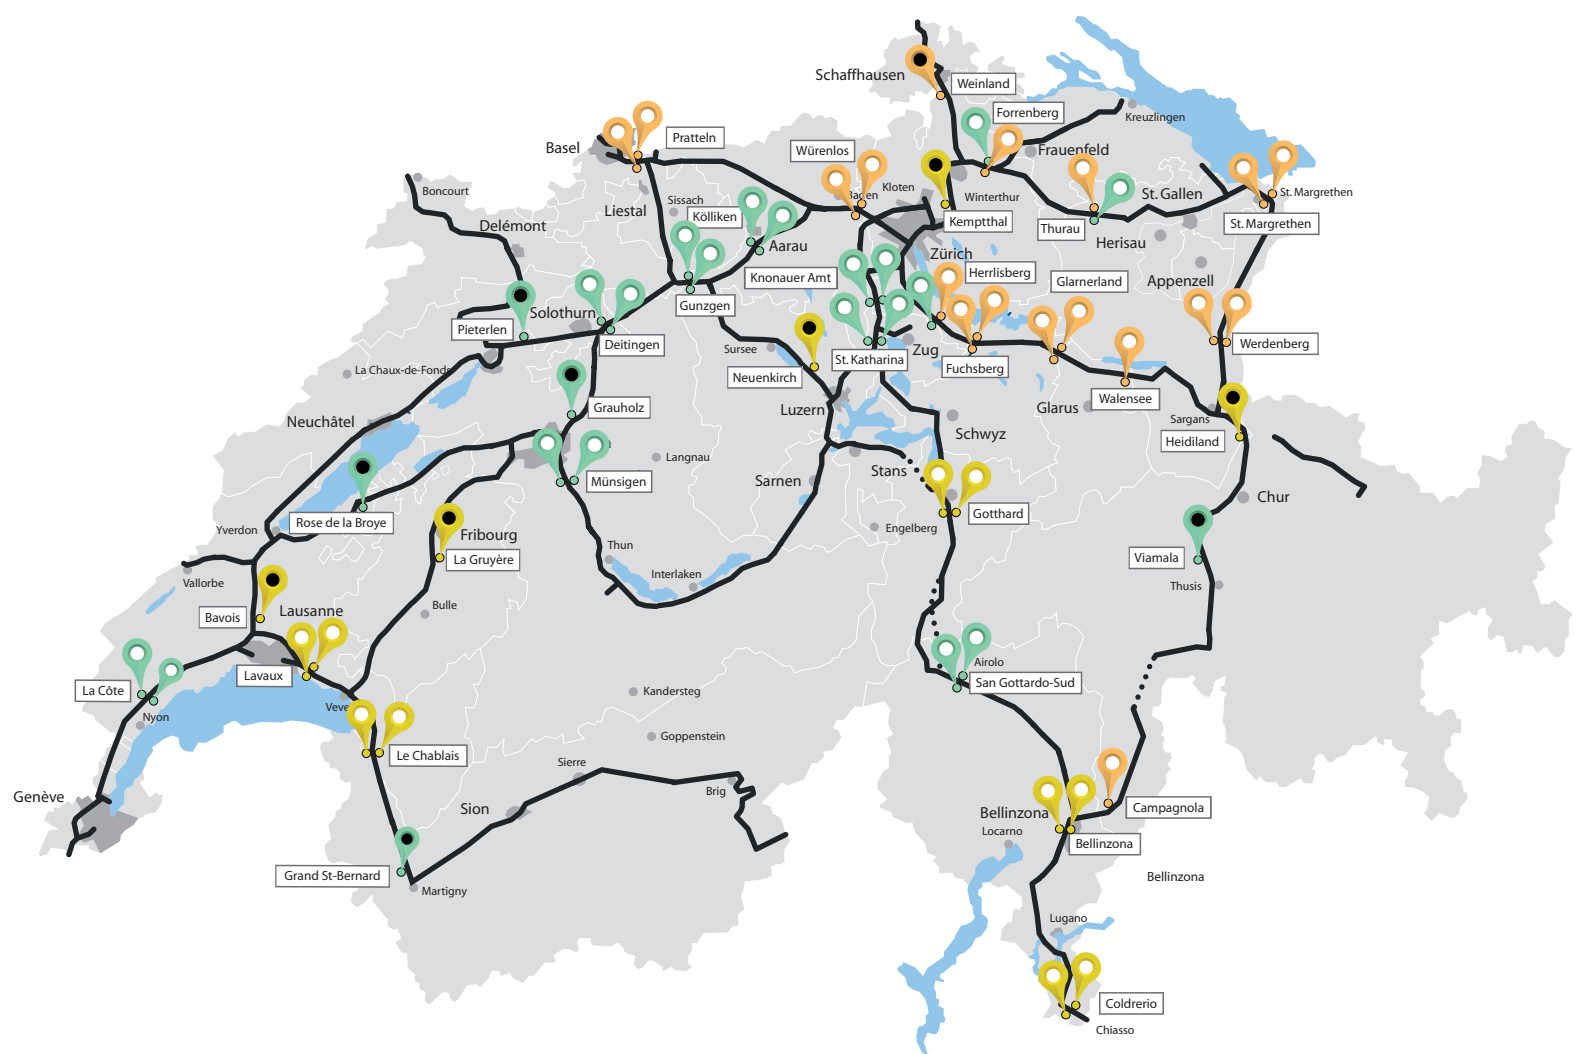 Schaffhausen
Weinland
Forrenberg
Kreuzlingen
Basel
Pratteln
Würenlos
Frauenfeld
Boncourt
Baden
Kloten
Winterthur
St. Gallen
St. Margrethen
Sissach
Liestal
Kölliken
Kemptthal
Thurau
St. Margrethen
Delémont
Aarau
Zürich
Herisau
Knonauer Amt
Herrlisberg
Glarnerland
Appenzell
Gunzgen
Solothurn
Pieterlen
Deitingen
Sursee
St. Katharina
Zug
Werdenberg
La Chaux-de-Fonds
Neuenkirch
Fuchsberg
Walensee
Grauholz
Luzern
Glarus
Sargans
Neuchâtel
Schwyz
Heidiland
Langnau
Stans
Münsigen
Sarnen
Chur
Rose de la Broye
Gotthard
Yverdon
Fribourg
Engelberg
La Gruyère
Thun
Viamala
Vallorbe
Interlaken
Thusis
Bavois
Lausanne
Bulle
Airolo
Lavaux
San Gottardo-Sud
La Côte
Kandersteg
Nyon
Goppenstein
Le Chablais
Sierre
Genève
Brig
Sion
Campagnola
Bellinzona
Locarno
Bellinzona
Grand St-Bernard
Bellinzona
Martigny
Lugano
Coldrerio
Chiasso